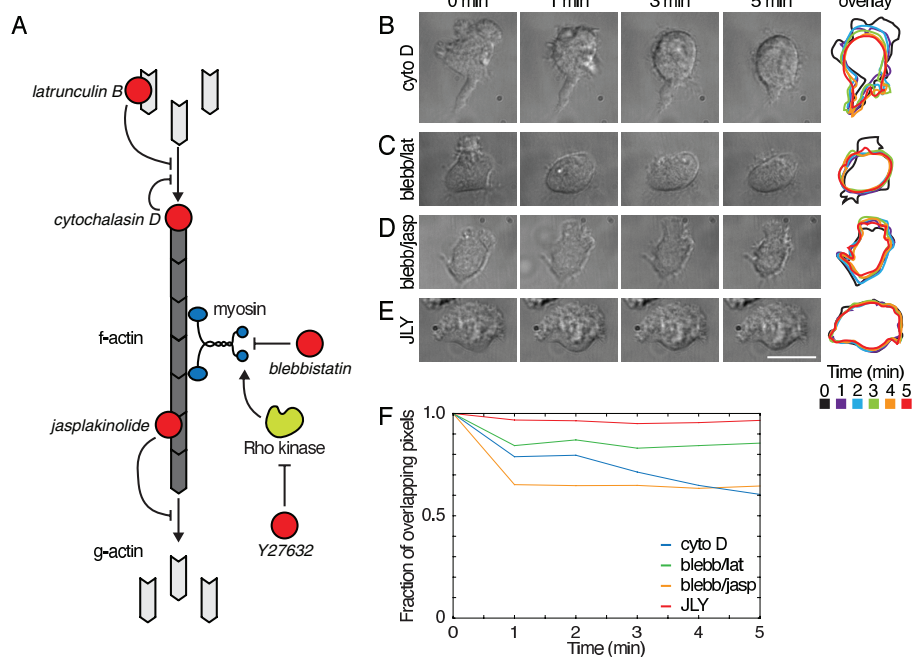 A
latrunculin B
cytochalasin D
f-actin
myosin
blebbistatin
jasplakinolide
Rho kinase
Y27632
g-actin
0 min 1 min 3 min 5 min overlay
B cyto D
C blebb/lat
D blebb/jasp
E JLY
Time (min)
0 1 2 3 4 5
F
Fraction of overlapping pixels
1.0
0.5
0
cyto D
blebb/lat
blebb/jasp
JLY
0 1 2 3 4 5
Time (min)